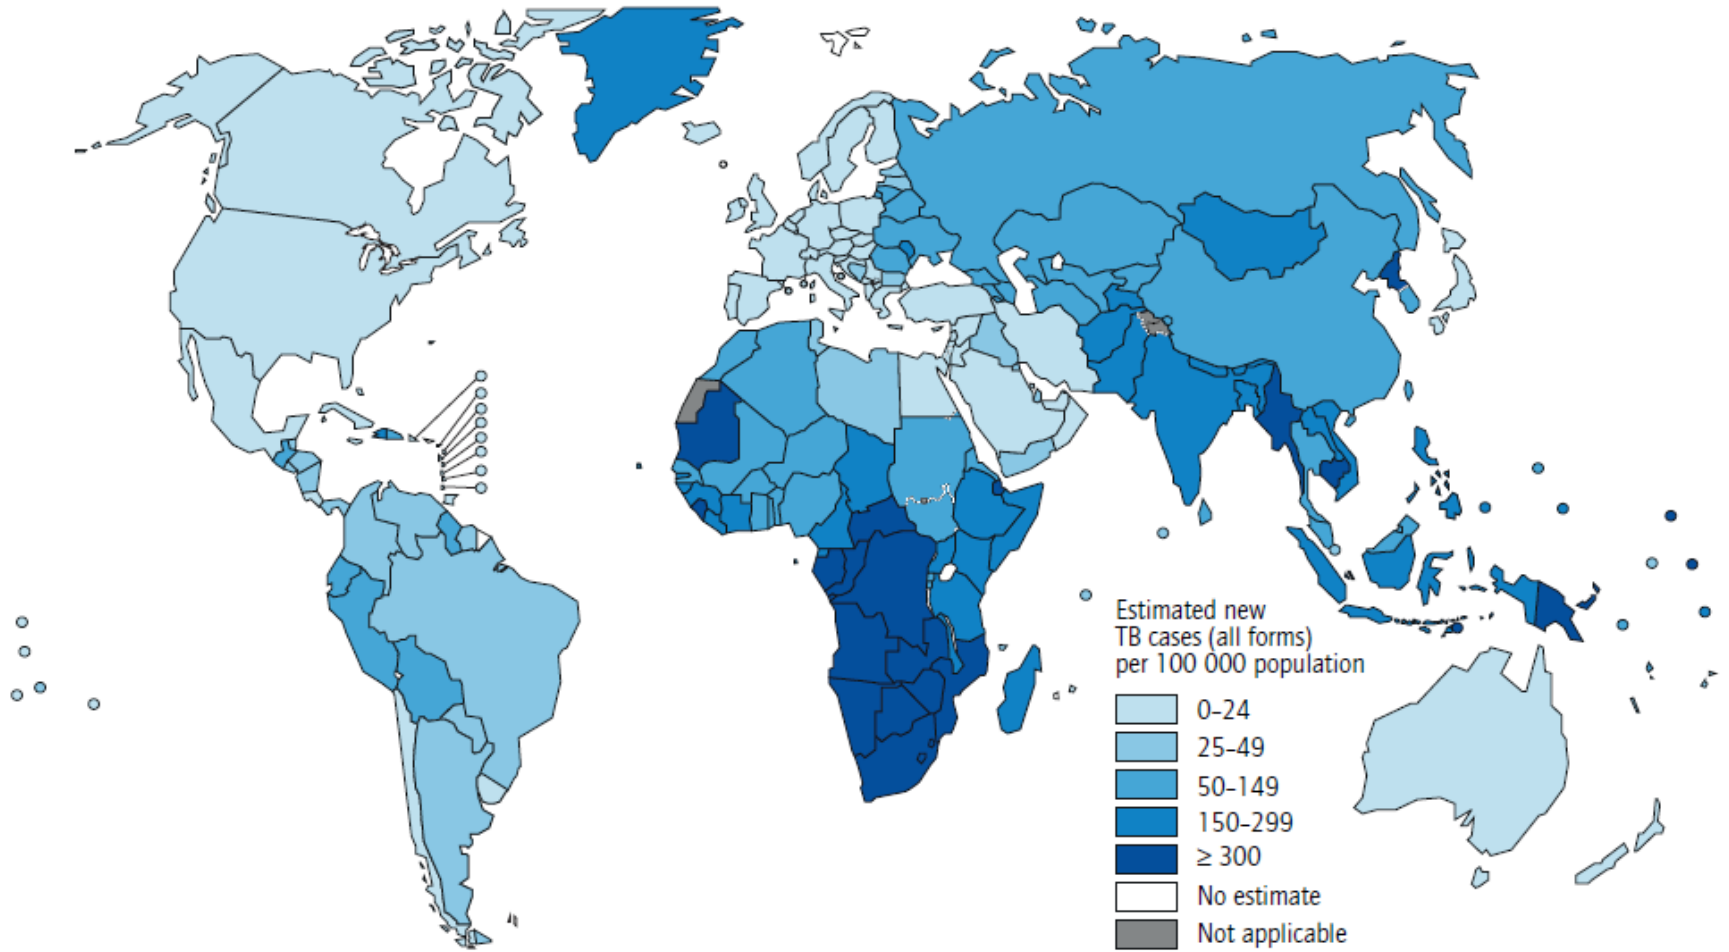 Estimated new
TB cases (all forms)
per 100 000 population
0–24
25–49
50–149
150–299
≥ 300
No estimate
Not applicable